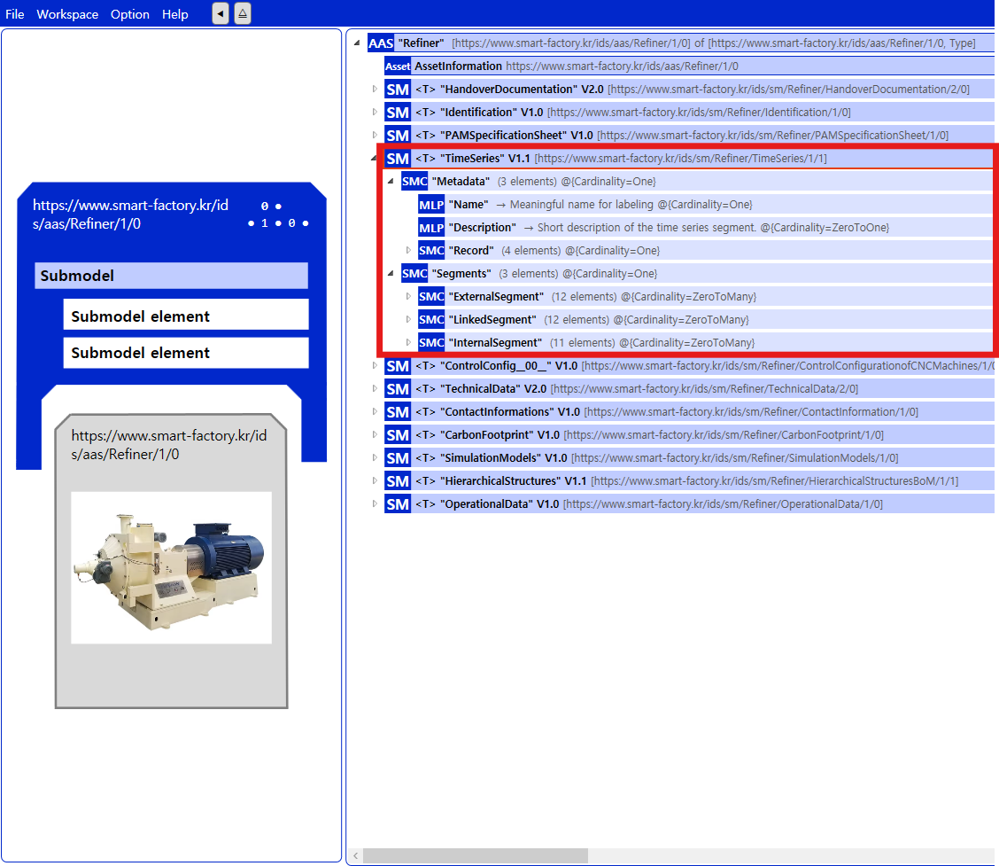 File Workspace Option Help
https://www.smart-factory.kr/id
s/aas/Refiner/1/0
0
1 0
Submodel
Submodel element
Submodel element
https://www.smart-factory.kr/id
s/aas/Refiner/1/0
AAS "Refiner" [https://www.smart-factory.kr/ids/aas/Refiner/1/0] of [https://www.smart-factory.kr/ids/aas/Refiner/1/0, Type]
Asset AssetInformation https://www.smart-factory.kr/ids/aas/Refiner/1/0
SM <T> "HandoverDocumentation" V2.0 [https://www.smart-factory.kr/ids/sm/Refiner/HandoverDocumentation/2/0]
SM <T> "Identification" V1.0 [https://www.smart-factory.kr/ids/sm/Refiner/Identification/1/0]
SM <T> "PAMSpecificationSheet" V1.0 [https://www.smart-factory.kr/ids/sm/Refiner/PAMSpecificationSheet/1/0]
SM <T> "TimeSeries" V1.1 [https://www.smart-factory.kr/ids/sm/Refiner/TimeSeries/1/1]
SMC "Metadata" (3 elements) @{Cardinality=One}
MLP "Name" → Meaningful name for labeling @{Cardinality=One}
MLP "Description" → Short description of the time series segment. @{Cardinality=ZeroToOne}
SMC "Record" (4 elements) @{Cardinality=One}
SMC "Segments" (3 elements) @{Cardinality=One}
SMC "ExternalSegment" (12 elements) @{Cardinality=ZeroToMany}
SMC "LinkedSegment" (12 elements) @{Cardinality=ZeroToMany}
SMC "InternalSegment" (11 elements) @{Cardinality=ZeroToMany}
SM <T> "ControlConfig__00__" V1.0 [https://www.smart-factory.kr/ids/sm/Refiner/ControlConfigurationofCNCMachines/1/0
SM <T> "TechnicalData" V2.0 [https://www.smart-factory.kr/ids/sm/Refiner/TechnicalData/2/0]
SM <T> "ContactInformations" V1.0 [https://www.smart-factory.kr/ids/sm/Refiner/ContactInformation/1/0]
SM <T> "CarbonFootprint" V1.0 [https://www.smart-factory.kr/ids/sm/Refiner/CarbonFootprint/1/0]
SM <T> "SimulationModels" V1.0 [https://www.smart-factory.kr/ids/sm/Refiner/SimulationModels/1/0]
SM <T> "HierarchicalStructures" V1.1 [https://www.smart-factory.kr/ids/sm/Refiner/HierarchicalStructuresBoM/1/1]
SM <T> "OperationalData" V1.0 [https://www.smart-factory.kr/ids/sm/Refiner/OperationalData/1/0]